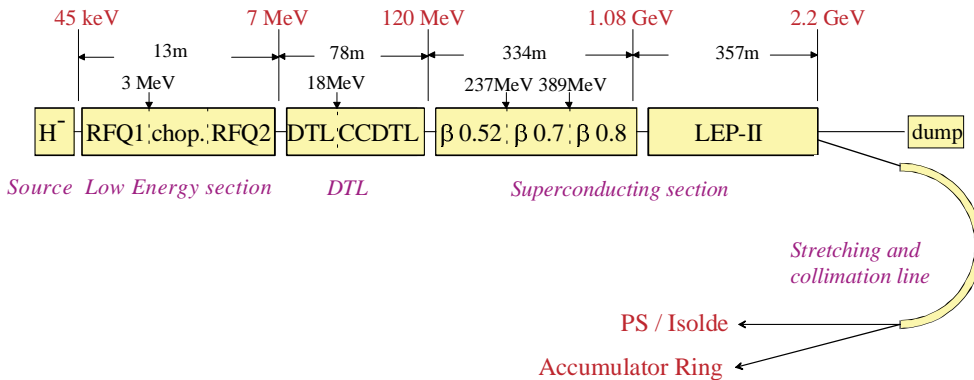 45 keV 7 MeV 120 MeV 1.08 GeV 2.2 GeV
13m 78m 334m 357m
3 MeV 18MeV 237MeV 389MeV
H⁻ RFQ1 chop. RFQ2 DTL CCDTL β 0.52 β 0.7 β 0.8 LEP-II dump
Source Low Energy section DTL Superconducting section
Stretching and
collimation line
PS / Isolde
Accumulator Ring